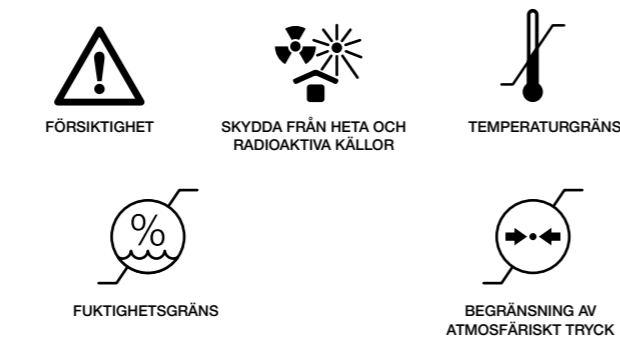 FÖRSIKTIGHET
SKYDDA FRÅN HETA OCH
RADIOAKTIVA KÄLLOR
TEMPERATURGRÄNS
%
FUKTIGHETSGRÄNS
BEGRÄNSNING AV
ATMOSFÄRISKT TRYCK